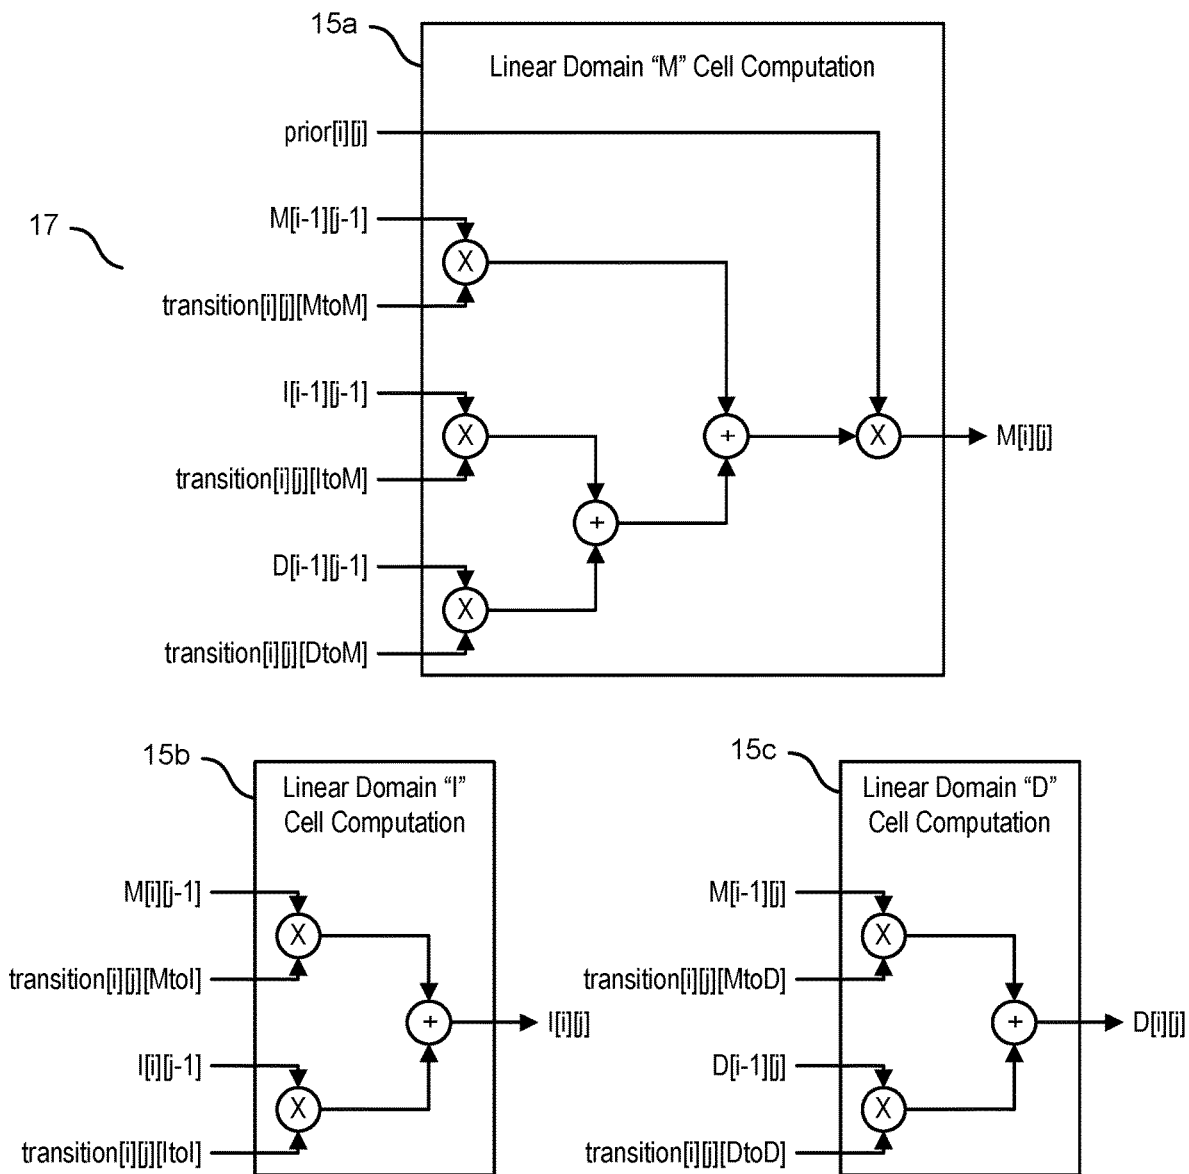 15a
Linear Domain “M” Cell Computation
prior[i][j]
M[i-1][j-1]
17
X
transition[i][j][MtoM]
I[i-1][j-1]
X
+
X
M[i][j]
transition[i][j][ItoM]
+
D[i-1][j-1]
X
transition[i][j][DtoM]
15b
Linear Domain “I”
Cell Computation
M[i][j-1]
X
transition[i][j][MtoI]
+
I[i][j]
I[i][j-1]
X
transition[i][j][ItoI]
15c
Linear Domain “D”
Cell Computation
M[i-1][j]
X
transition[i][j][MtoD]
+
D[i][j]
D[i-1][j]
X
transition[i][j][DtoD]